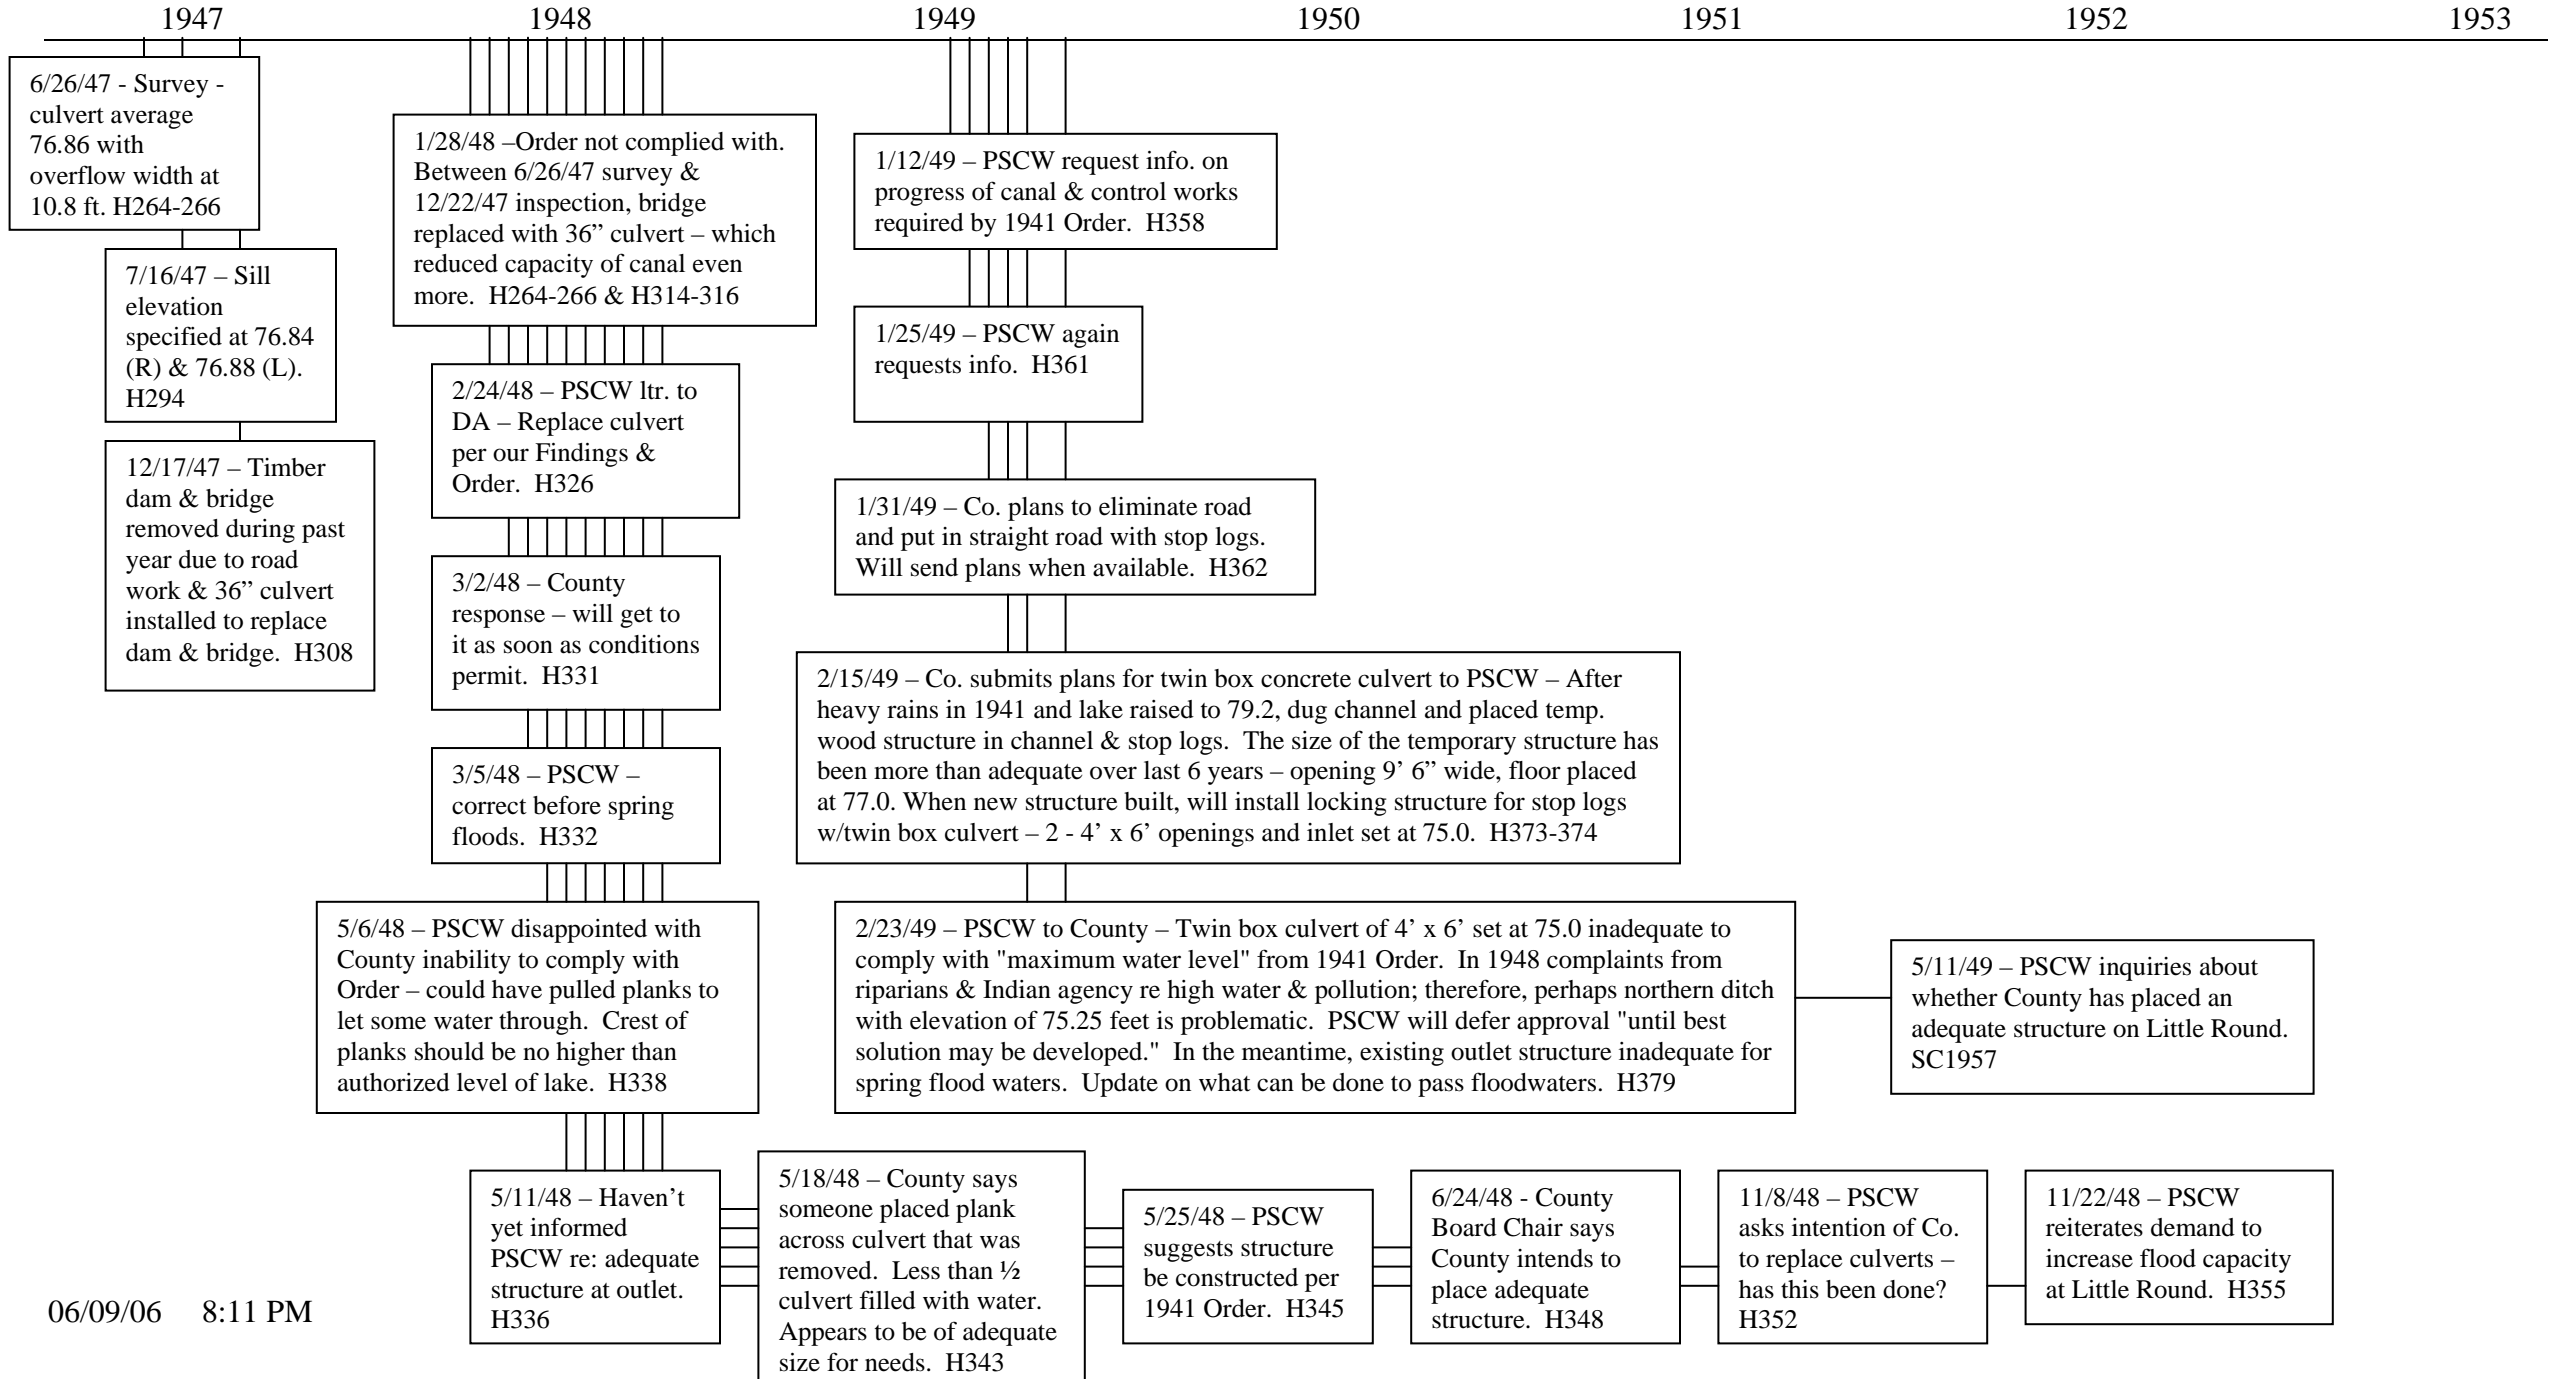 1947 1948 1949 1950 1951 1952 1953
6/26/47 - Survey -
culvert average
76.86 with
overflow width at
10.8 ft. H264-266
7/16/47 – Sill
elevation
specified at 76.84
(R) & 76.88 (L).
H294
12/17/47 – Timber
dam & bridge
removed during past
year due to road
work & 36” culvert
installed to replace
dam & bridge. H308
1/28/48 –Order not complied with.
Between 6/26/47 survey &
12/22/47 inspection, bridge
replaced with 36” culvert – which
reduced capacity of canal even
more. H264-266 & H314-316
2/24/48 – PSCW ltr. to
DA – Replace culvert
per our Findings &
Order. H326
3/2/48 – County
response – will get to
it as soon as conditions
permit. H331
3/5/48 – PSCW –
correct before spring
floods. H332
5/6/48 – PSCW disappointed with
County inability to comply with
Order – could have pulled planks to
let some water through. Crest of
planks should be no higher than
authorized level of lake. H338
5/11/48 – Haven’t
yet informed
PSCW re: adequate
structure at outlet.
H336
5/18/48 – County says
someone placed plank
across culvert that was
removed. Less than ½
culvert filled with water.
Appears to be of adequate
size for needs. H343
5/25/48 – PSCW
suggests structure
be constructed per
1941 Order. H345
6/24/48 - County
Board Chair says
County intends to
place adequate
structure. H348
11/8/48 – PSCW
asks intention of Co.
to replace culverts –
has this been done?
H352
11/22/48 – PSCW
reiterates demand to
increase flood capacity
at Little Round. H355
1/12/49 – PSCW request info. on
progress of canal & control works
required by 1941 Order. H358
1/25/49 – PSCW again
requests info. H361
1/31/49 – Co. plans to eliminate road
and put in straight road with stop logs.
Will send plans when available. H362
2/15/49 – Co. submits plans for twin box concrete culvert to PSCW – After
heavy rains in 1941 and lake raised to 79.2, dug channel and placed temp.
wood structure in channel & stop logs. The size of the temporary structure has
been more than adequate over last 6 years – opening 9’ 6” wide, floor placed
at 77.0. When new structure built, will install locking structure for stop logs
w/twin box culvert – 2 - 4’ x 6’ openings and inlet set at 75.0. H373-374
2/23/49 – PSCW to County – Twin box culvert of 4’ x 6’ set at 75.0 inadequate to
comply with "maximum water level" from 1941 Order. In 1948 complaints from
riparians & Indian agency re high water & pollution; therefore, perhaps northern ditch
with elevation of 75.25 feet is problematic. PSCW will defer approval "until best
solution may be developed." In the meantime, existing outlet structure inadequate for
spring flood waters. Update on what can be done to pass floodwaters. H379
5/11/49 – PSCW inquiries about
whether County has placed an
adequate structure on Little Round.
SC1957
06/09/06 8:11 PM